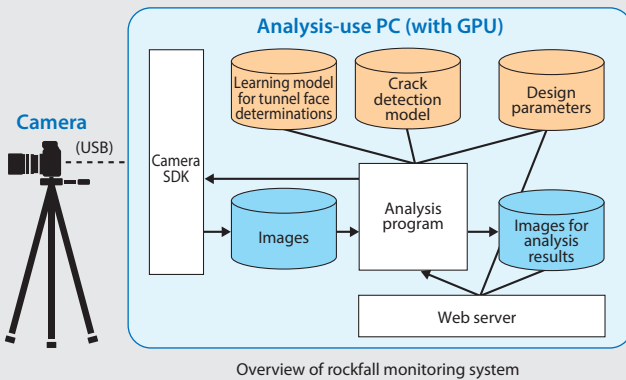 Analysis-use PC (with GPU)
Learning model
for tunnel face
determinations
Crack
detection
model
Design
parameters
Camera
(USB)
Camera
SDK
Analysis
program
Images
Images for
analysis
results
Web server
Overview of rockfall monitoring system